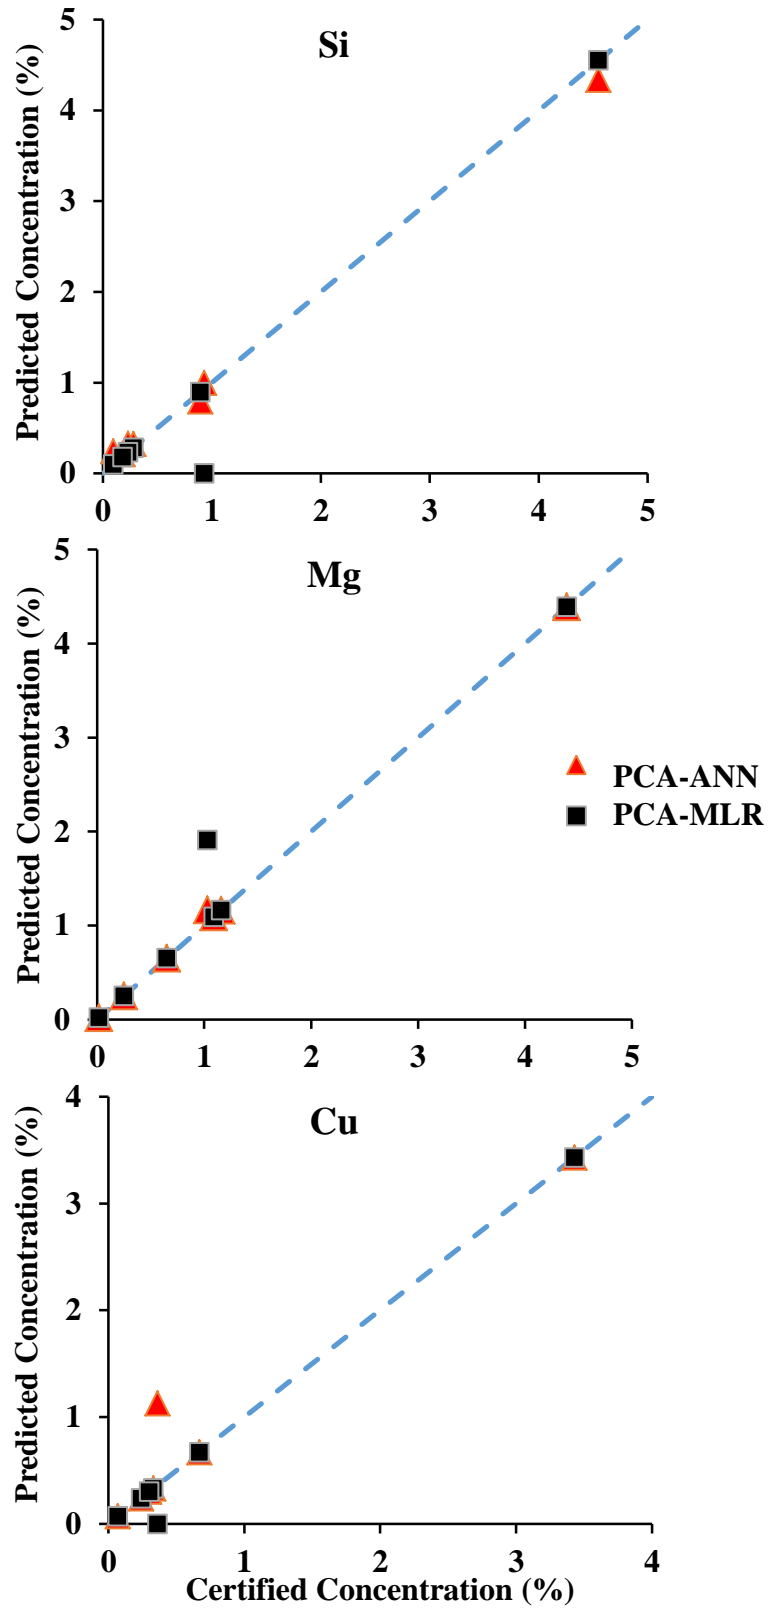 Si
Predicted Concentration (%)
5
4
3
2
1
0
0 1 2 3 4 5
Mg
Predicted Concentration (%)
5
4
3
2
1
0
0 1 2 3 4 5
PCA-ANN
PCA-MLR
Cu
Predicted Concentration (%)
4
3
2
1
0
0 1 2 3 4
Certified Concentration (%)